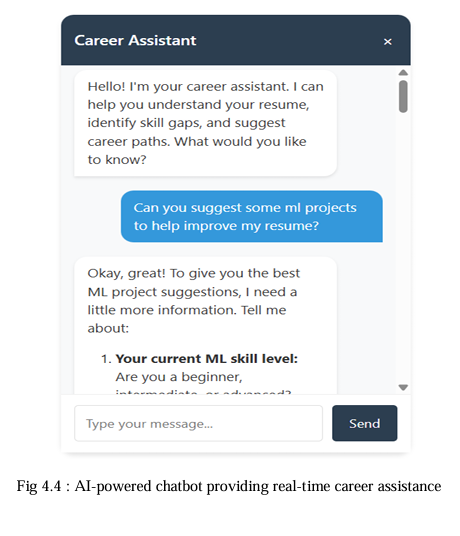 Career Assistant ×
Hello! I'm your career assistant. I can
help you understand your resume,
identify skill gaps, and suggest
career paths. What would you like
to know?
Can you suggest some ml projects
to help improve my resume?
Okay, great! To give you the best
ML project suggestions, I need a
little more information. Tell me
about:
1. Your current ML skill level:
Are you a beginner,
intermediate, or advanced?
Type your message...
Send
Fig 4.4 : AI-powered chatbot providing real-time career assistance